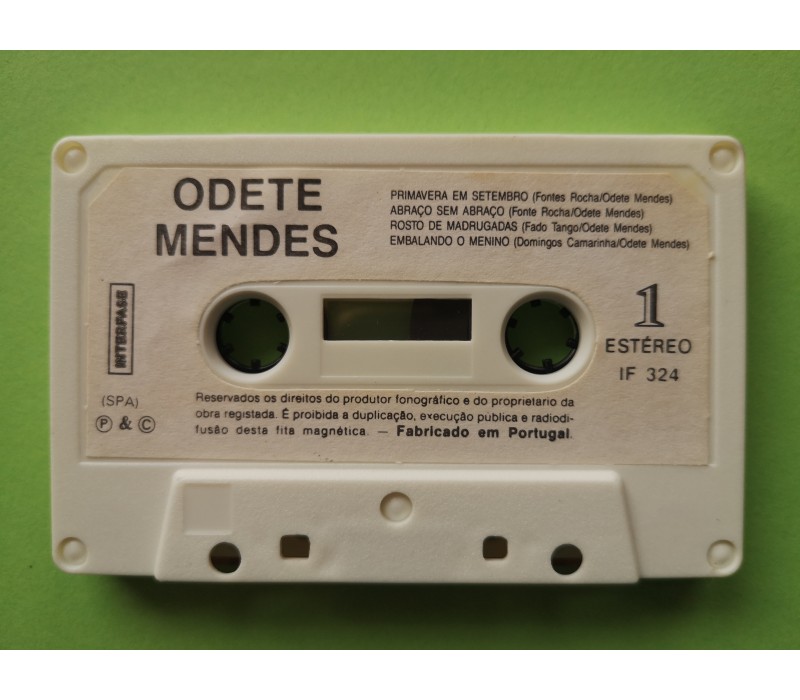 ODETE
MENDES
PRIMAVERA EM SETEMBRO (Fontes Rocha/Odete Mendes)
ABRAÇO SEM ABRAÇO (Fonte Rocha/Odete Mendes)
ROSTO DE MADRUGADAS (Fado Tango/Odete Mendes)
EMBALANDO O MENINO (Domingos Camarinha/Odete Mendes)
INTERFASE
1
ESTÉREO
IF 324
(SPA)
Ⓟ & Ⓒ
Reservados os direitos do produtor fonográfico e do proprietario da
obra registada. É proibida a duplicação, execução publica e radiodi-
fusão desta fita magnética. — Fabricado em Portugal.